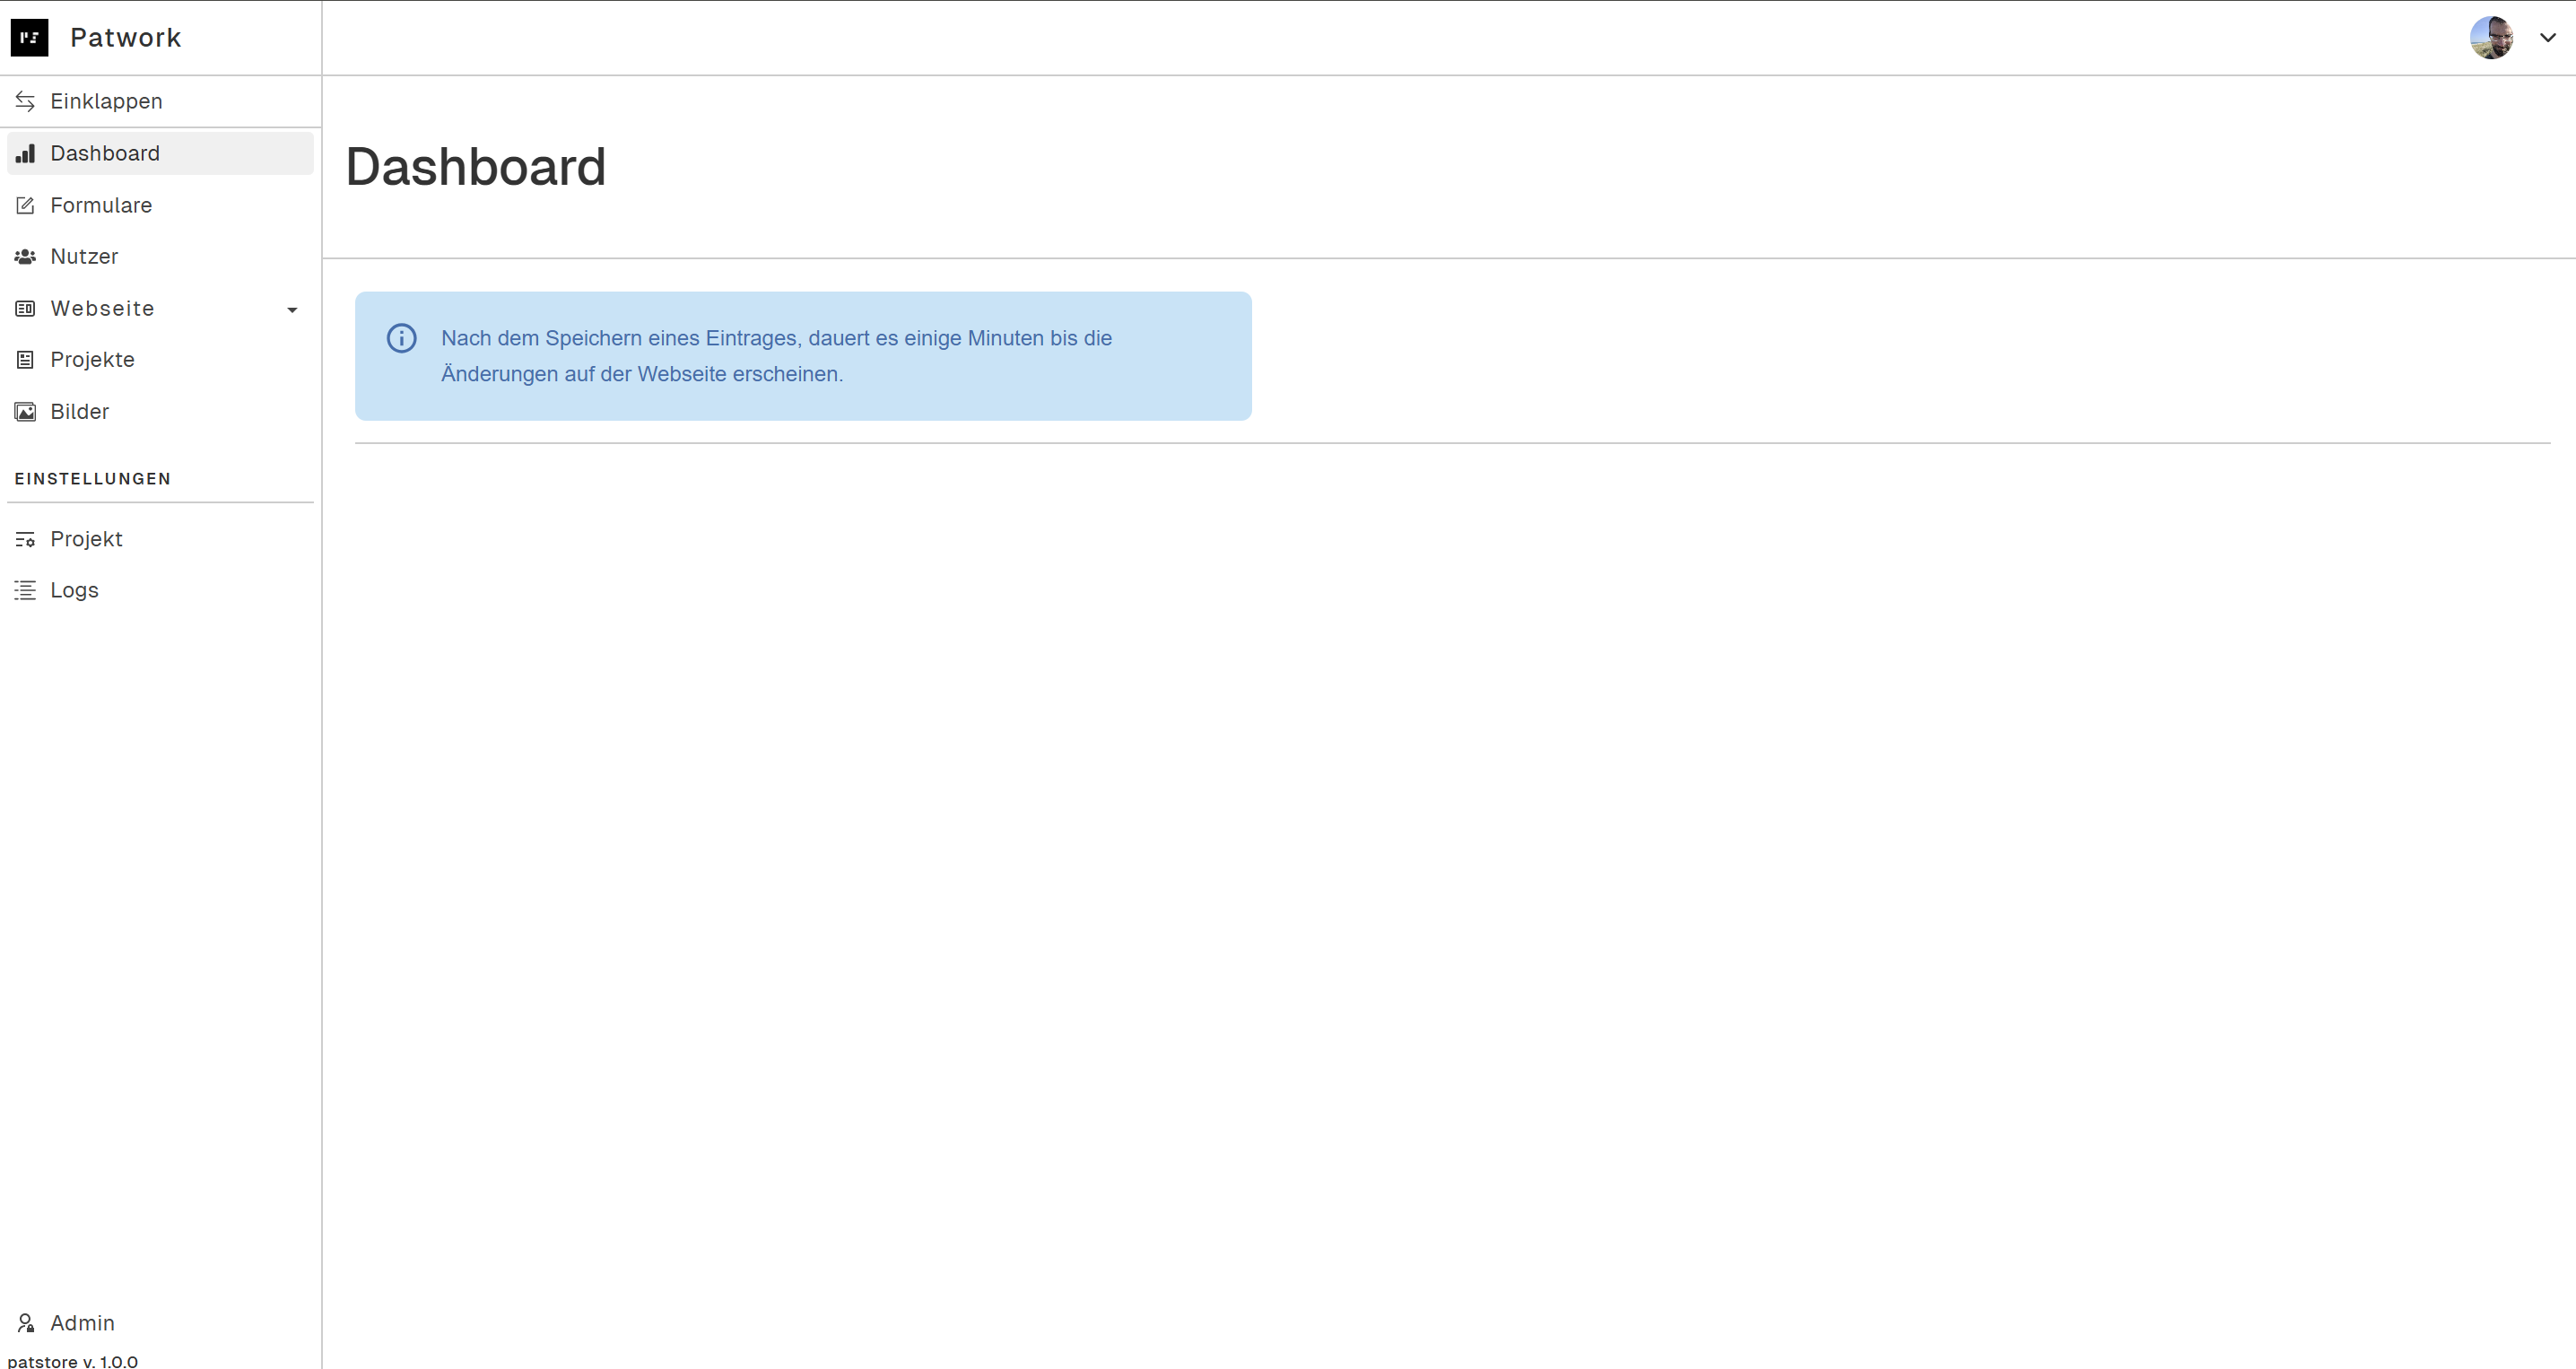 Patwork
Einklappen
Dashboard
Formulare
Nutzer
Webseite
Projekte
Bilder
EINSTELLUNGEN
Projekt
Logs
Admin
patstore v. 1.0.0
Dashboard
Nach dem Speichern eines Eintrages, dauert es einige Minuten bis die
Änderungen auf der Webseite erscheinen.